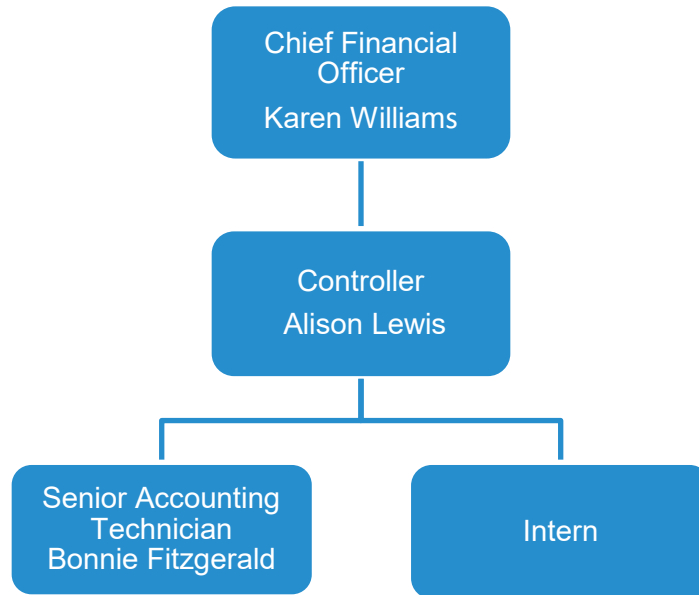 Chief Financial
Officer
Karen Williams
Controller
Alison Lewis
Senior Accounting
Technician
Bonnie Fitzgerald
Intern